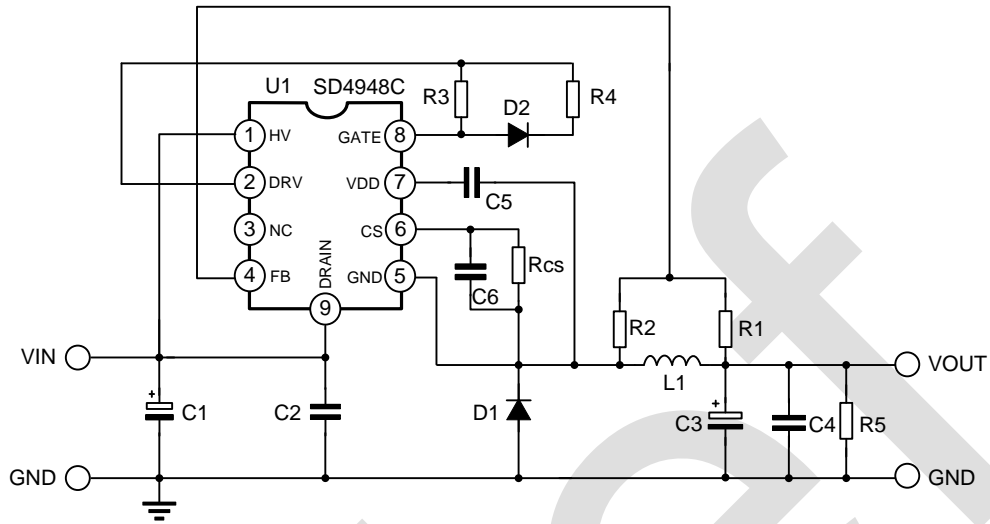 U1 SD4948C
R3
D2
R4
1 HV
GATE 8
2 DRV
VDD 7
C5
3 NC
CS 6
4 FB
DRAIN
GND 5
9
C6
Rcs
R2
R1
VIN
L1
VOUT
C1
C2
D1
C3
C4
R5
GND
GND
+
+